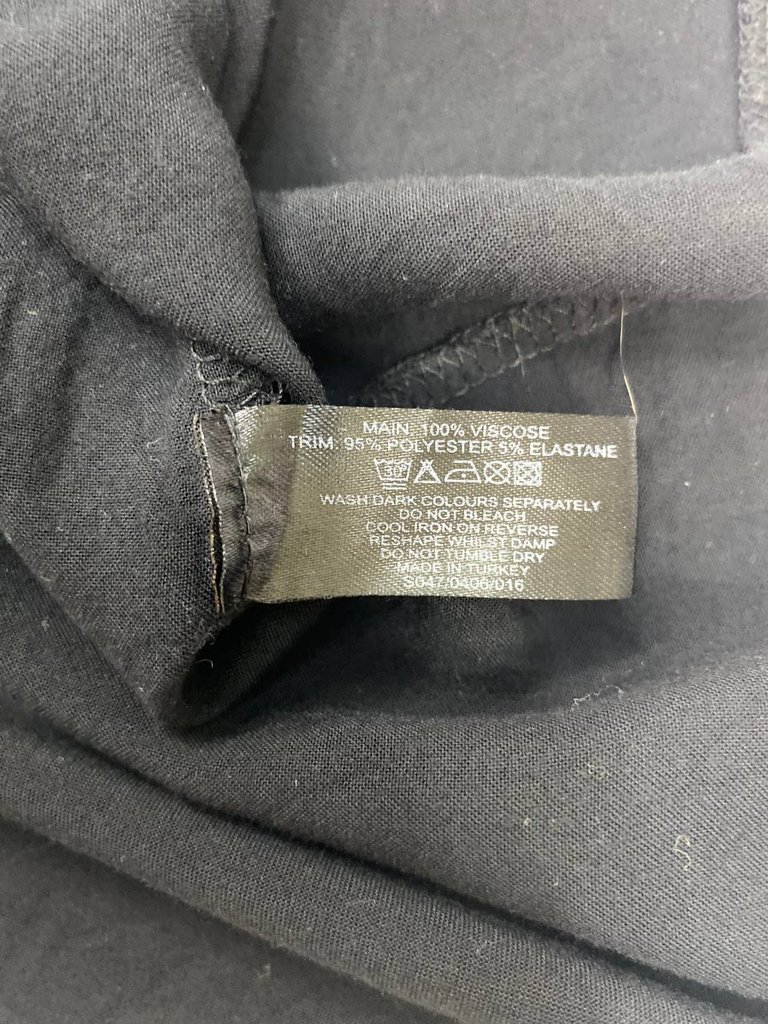 MAIN: 100% VISCOSE
TRIM: 95% POLYESTER 5% ELASTANE
30°
WASH DARK COLOURS SEPARATELY
DO NOT BLEACH
COOL IRON ON REVERSE
RESHAPE WHILST DAMP
DO NOT TUMBLE DRY
MADE IN TURKEY
S047/0406/016